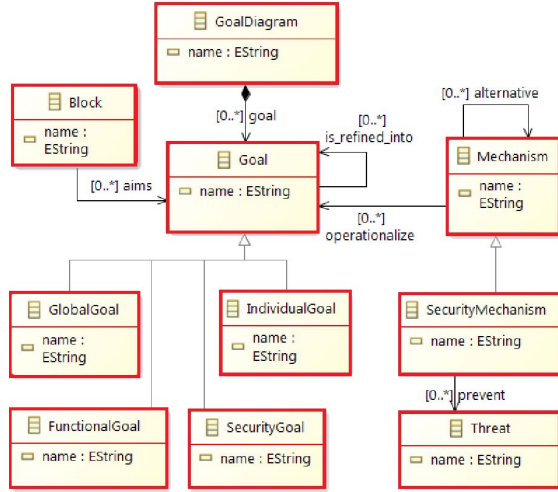 GoalDiagram
name : EString
[0..*] goal
Block
name :
EString
[0..*] aims
[0..*]
is_refined_into
Goal
name : EString
[0..*] alternative
Mechanism
name :
EString
[0..*]
operationalize
GlobalGoal
name :
EString
IndividualGoal
name :
EString
SecurityMechanism
name :
EString
[0..*] prevent
FunctionalGoal
name : EString
SecurityGoal
name : EString
Threat
name : EString